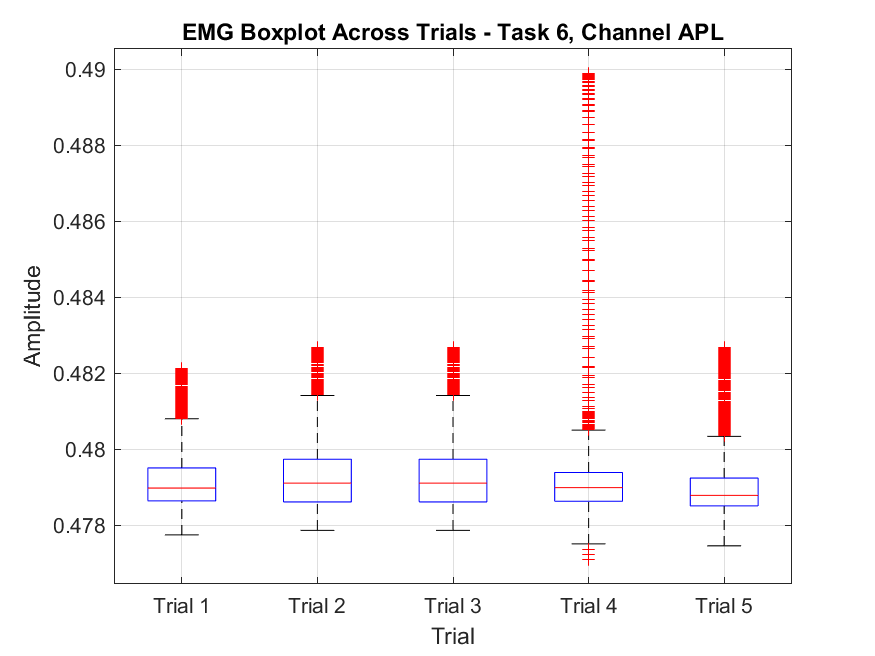 EMG Boxplot Across Trials - Task 6, Channel APL
0.49
0.488
0.486
0.484
0.482
0.48
0.478
Amplitude
Trial 1 Trial 2 Trial 3 Trial 4 Trial 5
Trial